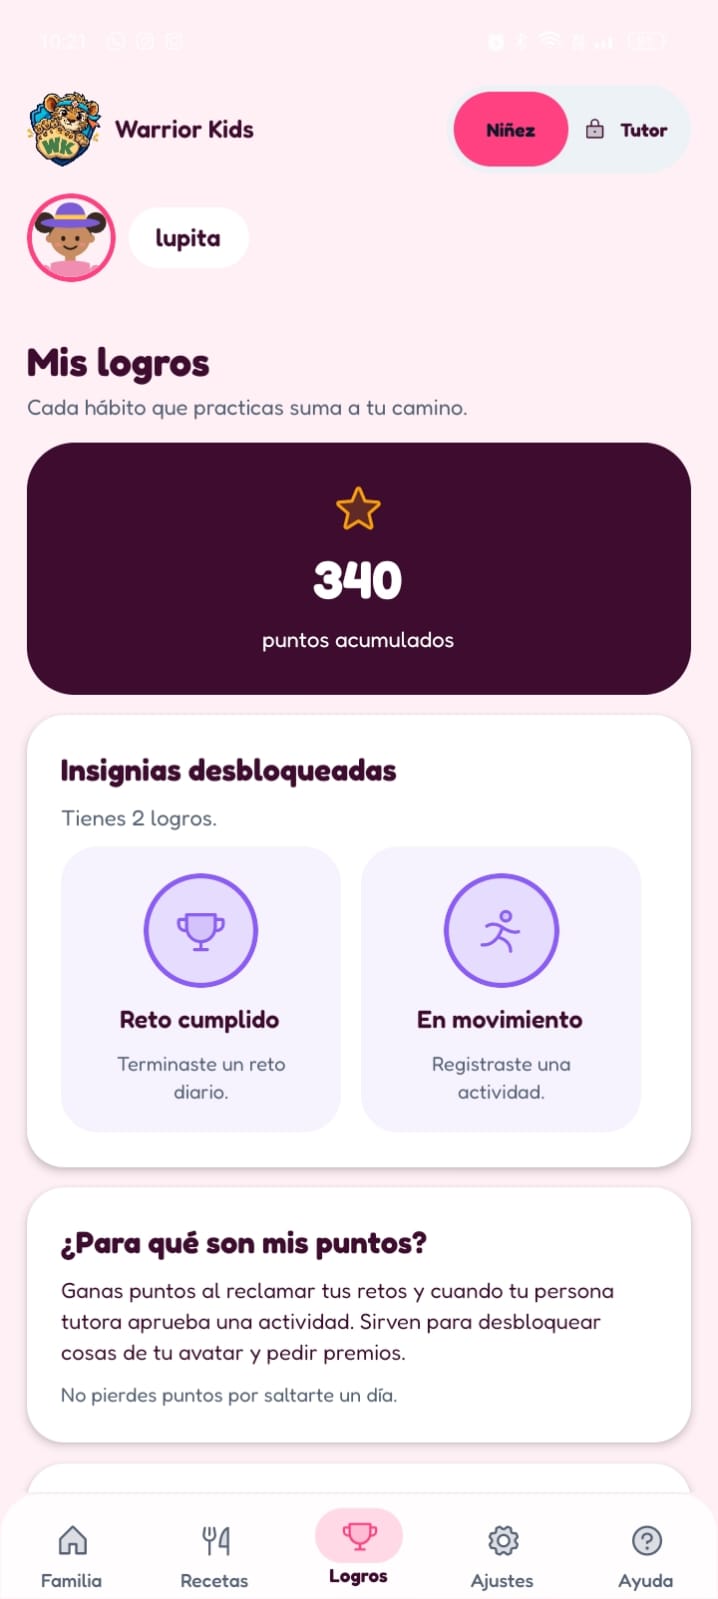 10:21
WK
Warrior Kids
Niñez
Tutor
lupita
Mis logros
Cada hábito que practicas suma a tu camino.
340
puntos acumulados
Insignias desbloqueadas
Tienes 2 logros.
Reto cumplido
Terminaste un reto
diario.
En movimiento
Registraste una
actividad.
¿Para qué son mis puntos?
Ganas puntos al reclamar tus retos y cuando tu persona
tutora aprueba una actividad. Sirven para desbloquear
cosas de tu avatar y pedir premios.
No pierdes puntos por saltarte un día.
Familia
Recetas
Logros
Ajustes
Ayuda